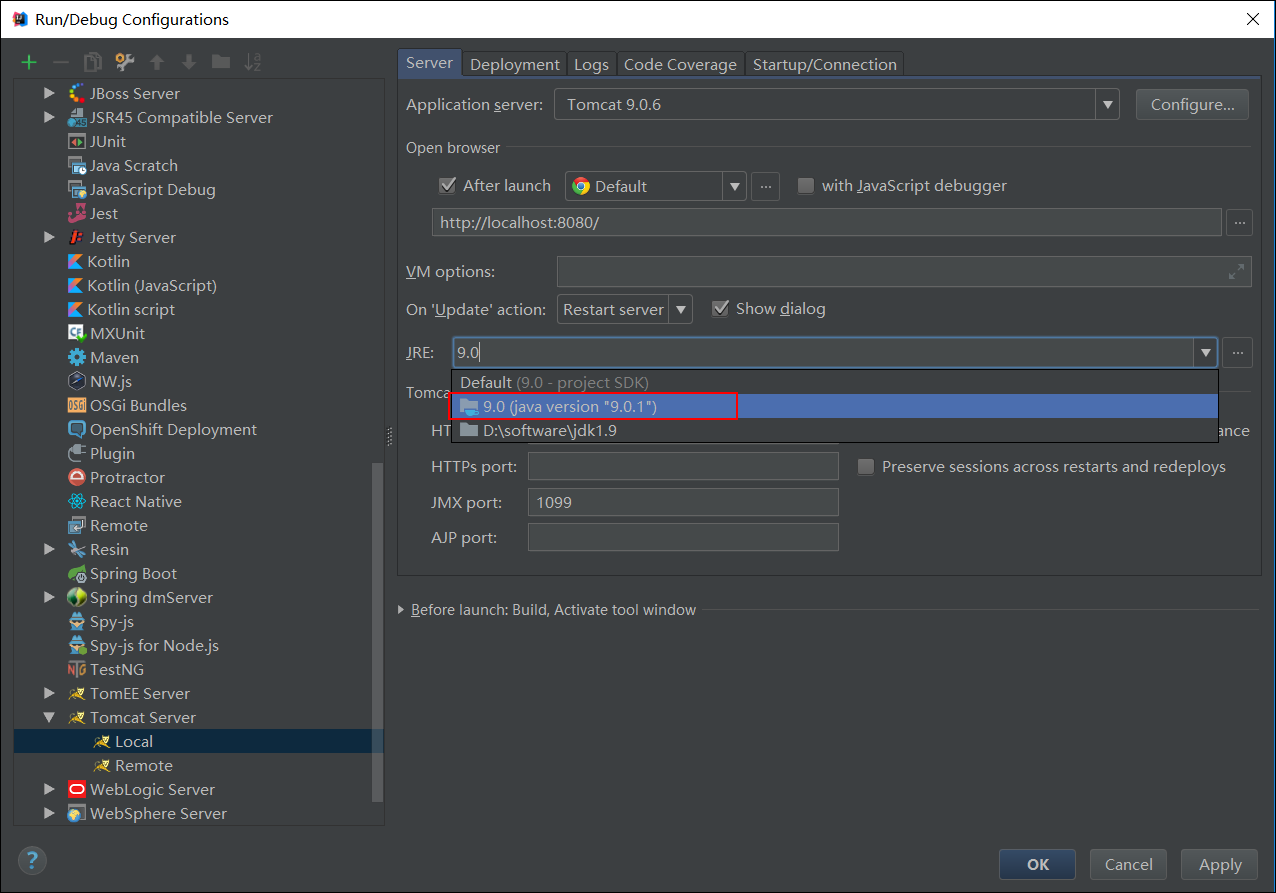 Run/Debug Configurations
JBoss Server
JSR45 Compatible Server
JUnit
Java Scratch
JavaScript Debug
Jest
Jetty Server
Kotlin
Kotlin (JavaScript)
Kotlin script
MXUnit
Maven
NW.js
OSGi Bundles
OpenShift Deployment
Plugin
Protractor
React Native
Remote
Resin
Spring Boot
Spring dmServer
Spy-js
Spy-js for Node.js
TestNG
TomEE Server
Tomcat Server
Local
Remote
WebLogic Server
WebSphere Server
Server Deployment Logs Code Coverage Startup/Connection
Application server: Tomcat 9.0.6 Configure...
Open browser
After launch Default ... with JavaScript debugger
http://localhost:8080/ ...
VM options:
On 'Update' action: Restart server Show dialog
JRE: 9.0 ...
Default (9.0 - project SDK)
9.0 (java version "9.0.1")
D:\software\jdk1.9
HTTPs port: Preserve sessions across restarts and redeploys
JMX port: 1099
AJP port:
Before launch: Build, Activate tool window
? OK Cancel Apply